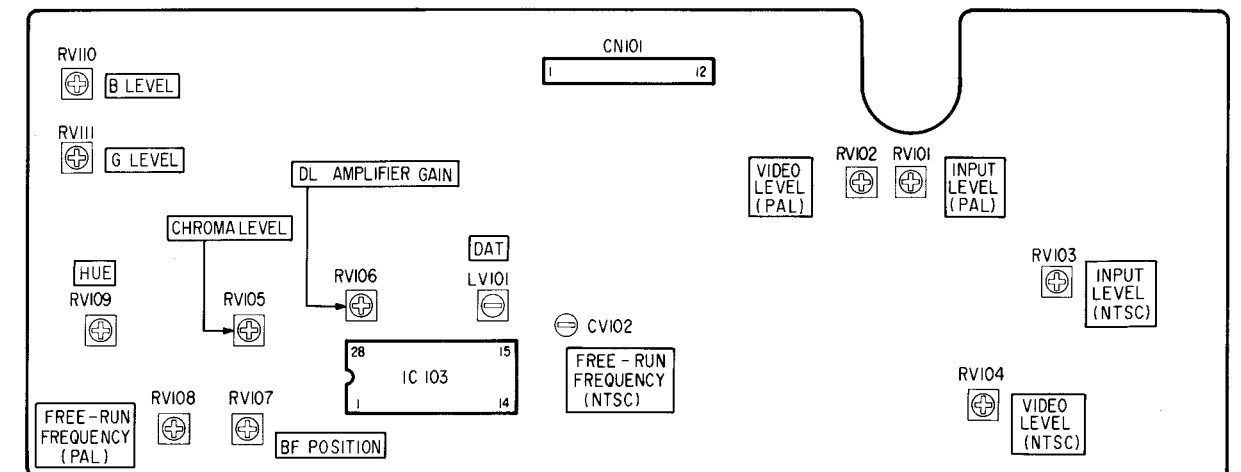 CN101
1 12
RV110
B LEVEL
RV111
G LEVEL
DL AMPLIFIER GAIN
CHROMA LEVEL
HUE
RV109
RV105
RV106
DAT
LV101
CV102
FREE-RUN
FREQUENCY
(NTSC)
28 15
IC 103
1 14
FREE-RUN
FREQUENCY
(PAL)
RV108
RV107
BF POSITION
VIDEO
LEVEL
(PAL)
RV102 RV101
INPUT
LEVEL
(PAL)
RV103
INPUT
LEVEL
(NTSC)
RV104
VIDEO
LEVEL
(NTSC)